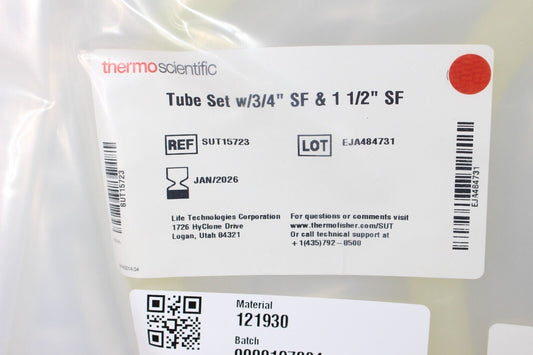 thermoscientific
Tube Set w/3/4" SF & 1 1/2" SF
REF SUT15723
LOT EJA484731
JAN/2026
Life Technologies Corporation
1726 HyClone Drive
Logan, Utah 84321
For questions or comments visit
www.thermofisher.com/SUT
Or call technical support at
+ 1(435)792-8500
SUT15723
EJA484731
Material
121930
Batch